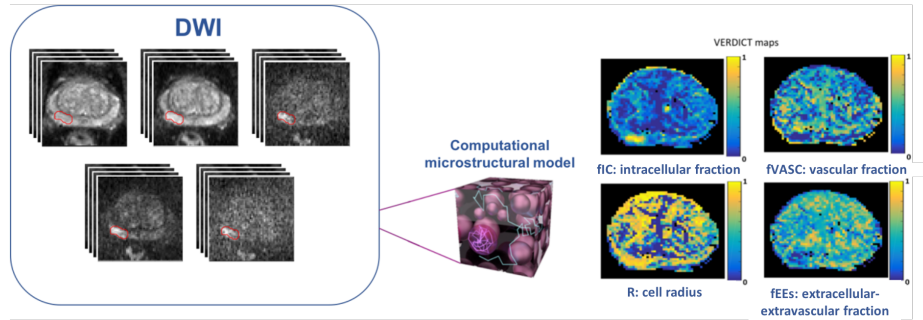 DWI
Computational
microstructural model
VERDICT maps
1
0
fIC: intracellular fraction
1
0
fVASC: vascular fraction
1
0
R: cell radius
1
0
fEEs: extracellular-
extravascular fraction